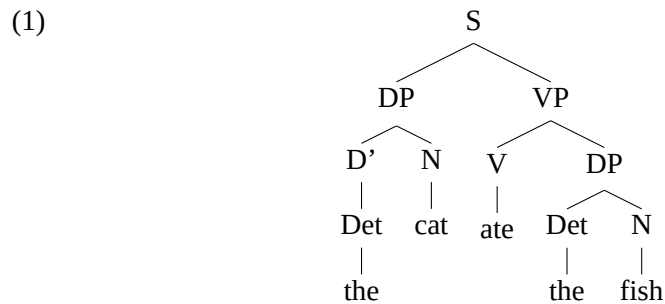 (1) S
DP VP
D’ N V DP
Det cat ate Det N
the the fish